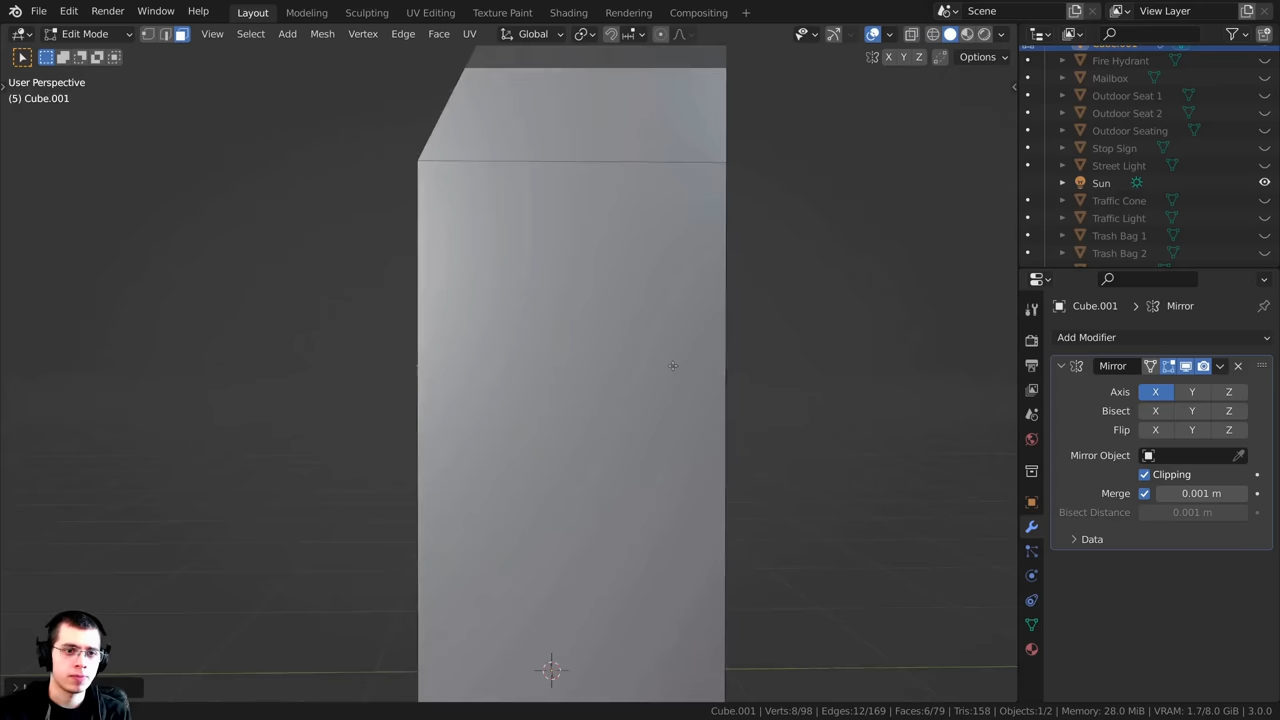 File Edit Render Window Help Layout Modeling Sculpting UV Editing Texture Paint Shading Rendering Compositing + Scene View Layer
Edit Mode View Select Add Mesh Vertex Edge Face UV Global
X Y Z Options
User Perspective
(5) Cube.001
Fire Hydrant
Mailbox
Outdoor Seat 1
Outdoor Seat 2
Outdoor Seating
Stop Sign
Street Light
Sun
Traffic Cone
Traffic Light
Trash Bag 1
Trash Bag 2
Cube.001 > Mirror
Add Modifier
Mirror
Axis X Y Z
Bisect X Y Z
Flip X Y Z
Mirror Object
Clipping
Merge 0.001 m
Bisect Distance 0.001 m
Data
Cube.001 | Verts:8/98 | Edges:12/169 | Faces:6/79 | Tris:158 | Objects:1/2 | Memory: 28.0 MiB | VRAM: 1.7/8.0 GiB | 3.0.0